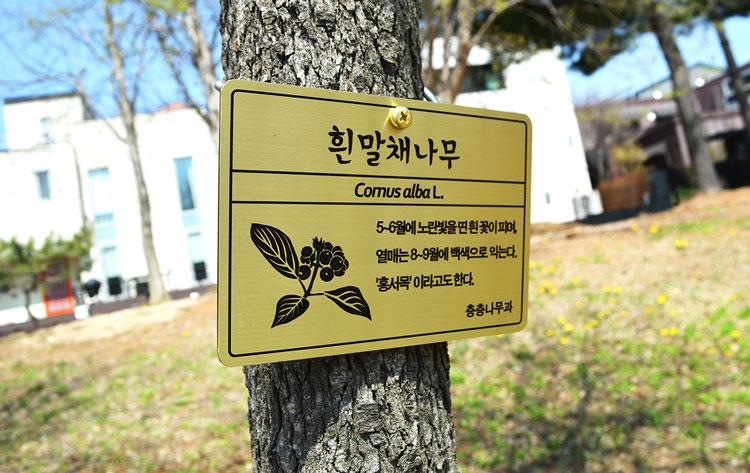 흰말채나무
Cornus alba L.
5~6월에 노란빛을 띤 흰 꽃이 피며,
열매는 8~9월에 백색으로 익는다.
'홍서목' 이라고도 한다.
층층나무과